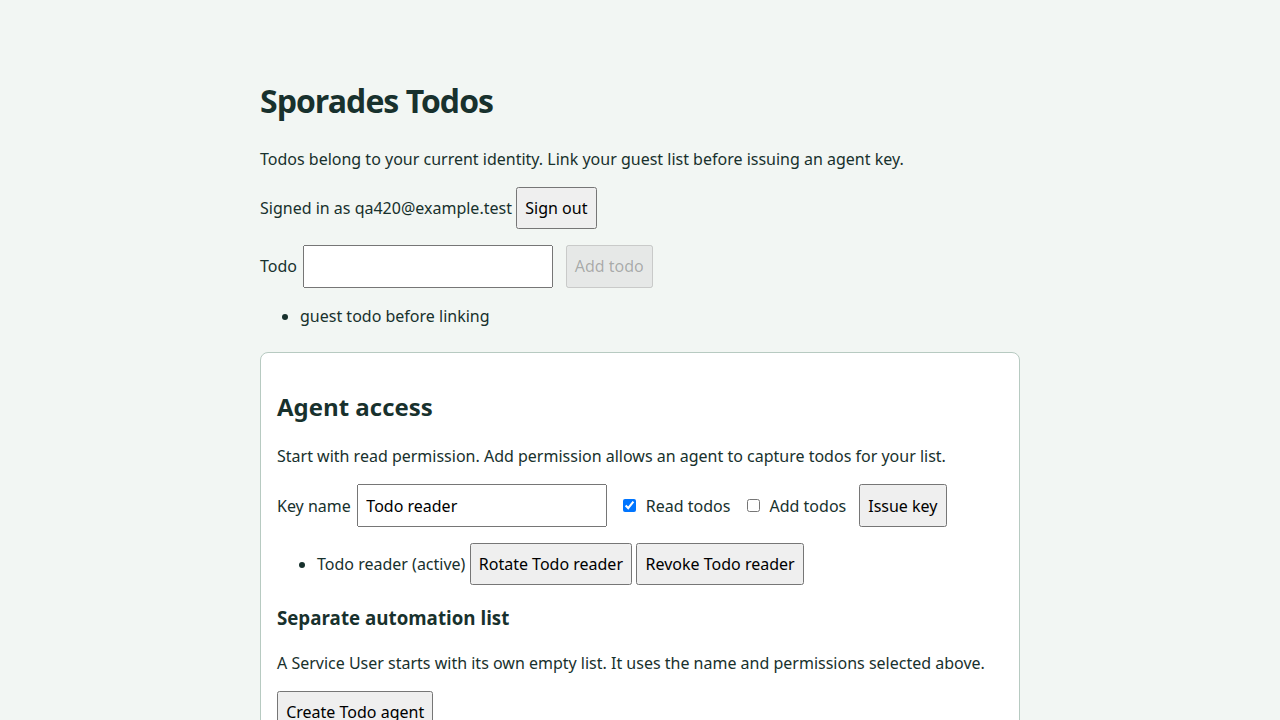 Sporades Todos
Todos belong to your current identity. Link your guest list before issuing an agent key.
Signed in as qa420@example.test Sign out
Todo Add todo
guest todo before linking
Agent access
Start with read permission. Add permission allows an agent to capture todos for your list.
Key name Todo reader Read todos Add todos Issue key
Todo reader (active) Rotate Todo reader Revoke Todo reader
Separate automation list
A Service User starts with its own empty list. It uses the name and permissions selected above.
Create Todo agent